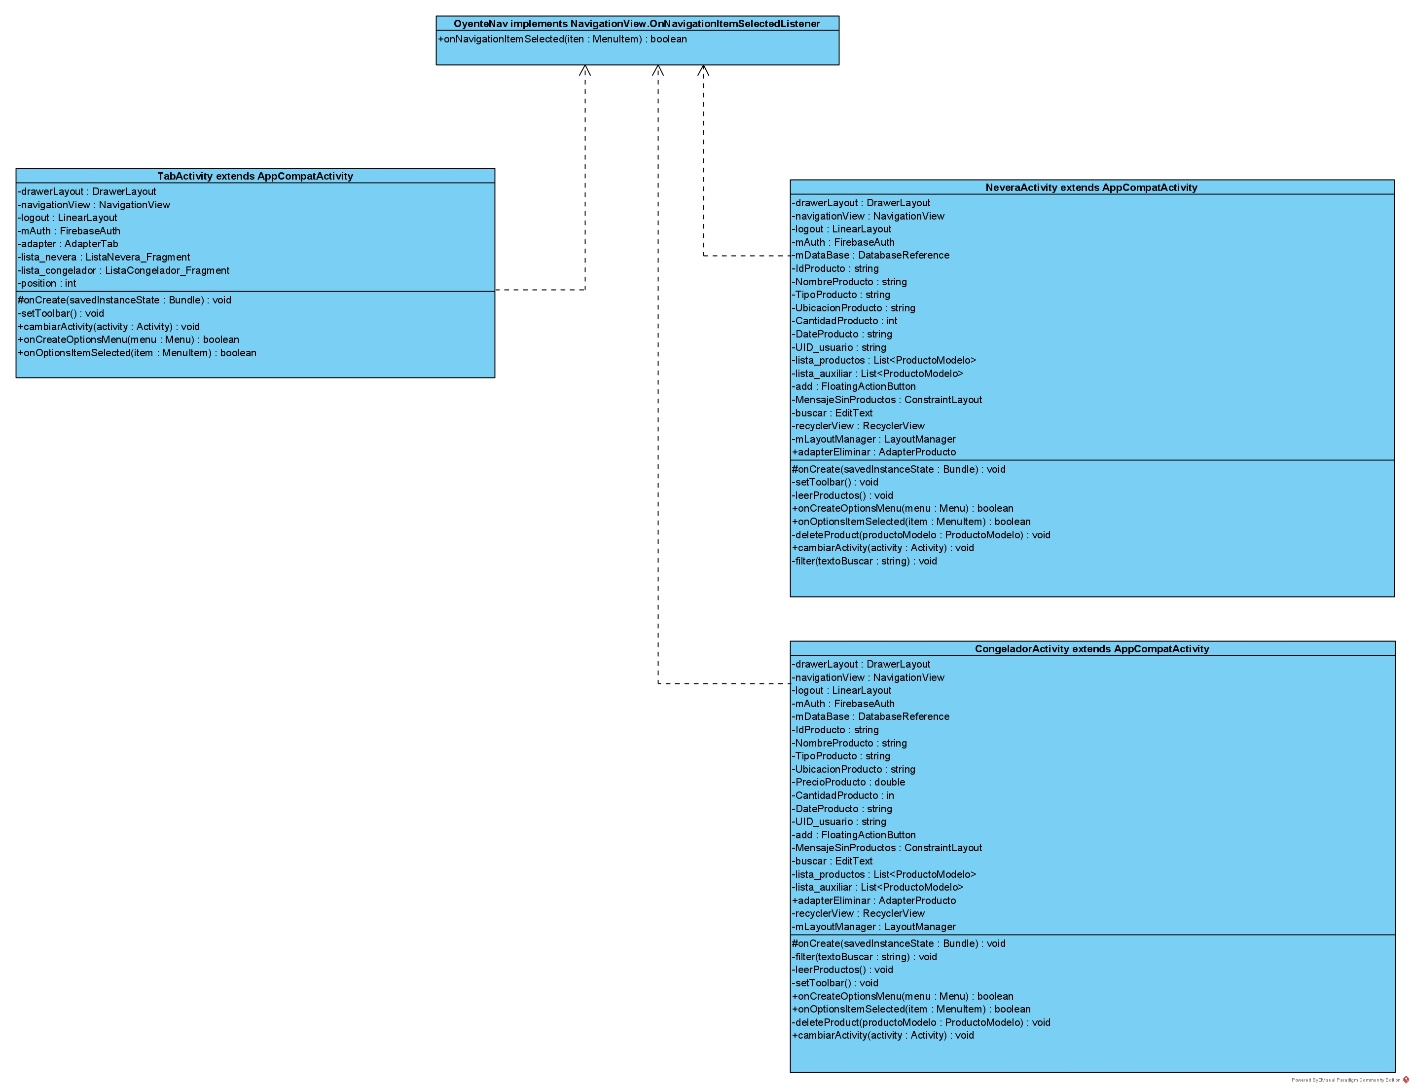 OyenteNav implements NavigationView.OnNavigationItemSelectedListener
+onNavigationItemSelected(iten : MenuItem) : boolean
TabActivity extends AppCompatActivity
-drawerLayout : DrawerLayout
-navigationView : NavigationView
-logout : LinearLayout
-mAuth : FirebaseAuth
-adapter : AdapterTab
-lista_nevera : ListaNevera_Fragment
-lista_congelador : ListaCongelador_Fragment
-position : int
#onCreate(savedInstanceState : Bundle) : void
-setToolbar() : void
+cambiarActivity(activity : Activity) : void
+onCreateOptionsMenu(menu : Menu) : boolean
+onOptionsItemSelected(item : MenuItem) : boolean
NeveraActivity extends AppCompatActivity
-drawerLayout : DrawerLayout
-navigationView : NavigationView
-logout : LinearLayout
-mAuth : FirebaseAuth
-mDataBase : DatabaseReference
-IdProducto : string
-NombreProducto : string
-TipoProducto : string
-UbicacionProducto : string
-CantidadProducto : int
-DateProducto : string
-UID_usuario : string
-lista_productos : List<ProductoModelo>
-lista_auxiliar : List<ProductoModelo>
-add : FloatingActionButton
-MensajeSinProductos : ConstraintLayout
-buscar : EditText
-recyclerView : RecyclerView
-mLayoutManager : LayoutManager
+adapterEliminar : AdapterProducto
#onCreate(savedInstanceState : Bundle) : void
-setToolbar() : void
-leerProductos() : void
+onCreateOptionsMenu(menu : Menu) : boolean
+onOptionsItemSelected(item : MenuItem) : boolean
-deleteProduct(productoModelo : ProductoModelo) : void
+cambiarActivity(activity : Activity) : void
-filter(textoBuscar : string) : void
CongeladorActivity extends AppCompatActivity
-drawerLayout : DrawerLayout
-navigationView : NavigationView
-logout : LinearLayout
-mAuth : FirebaseAuth
-mDataBase : DatabaseReference
-IdProducto : string
-NombreProducto : string
-TipoProducto : string
-UbicacionProducto : string
-PrecioProducto : double
-CantidadProducto : in
-DateProducto : string
-UID_usuario : string
-add : FloatingActionButton
-MensajeSinProductos : ConstraintLayout
-buscar : EditText
-lista_productos : List<ProductoModelo>
-lista_auxiliar : List<ProductoModelo>
+adapterEliminar : AdapterProducto
-recyclerView : RecyclerView
-mLayoutManager : LayoutManager
#onCreate(savedInstanceState : Bundle) : void
-filter(textoBuscar : string) : void
-leerProductos() : void
-setToolbar() : void
+onCreateOptionsMenu(menu : Menu) : boolean
+onOptionsItemSelected(item : MenuItem) : boolean
-deleteProduct(productoModelo : ProductoModelo) : void
+cambiarActivity(activity : Activity) : void
Powered By Visual Paradigm Community Edition